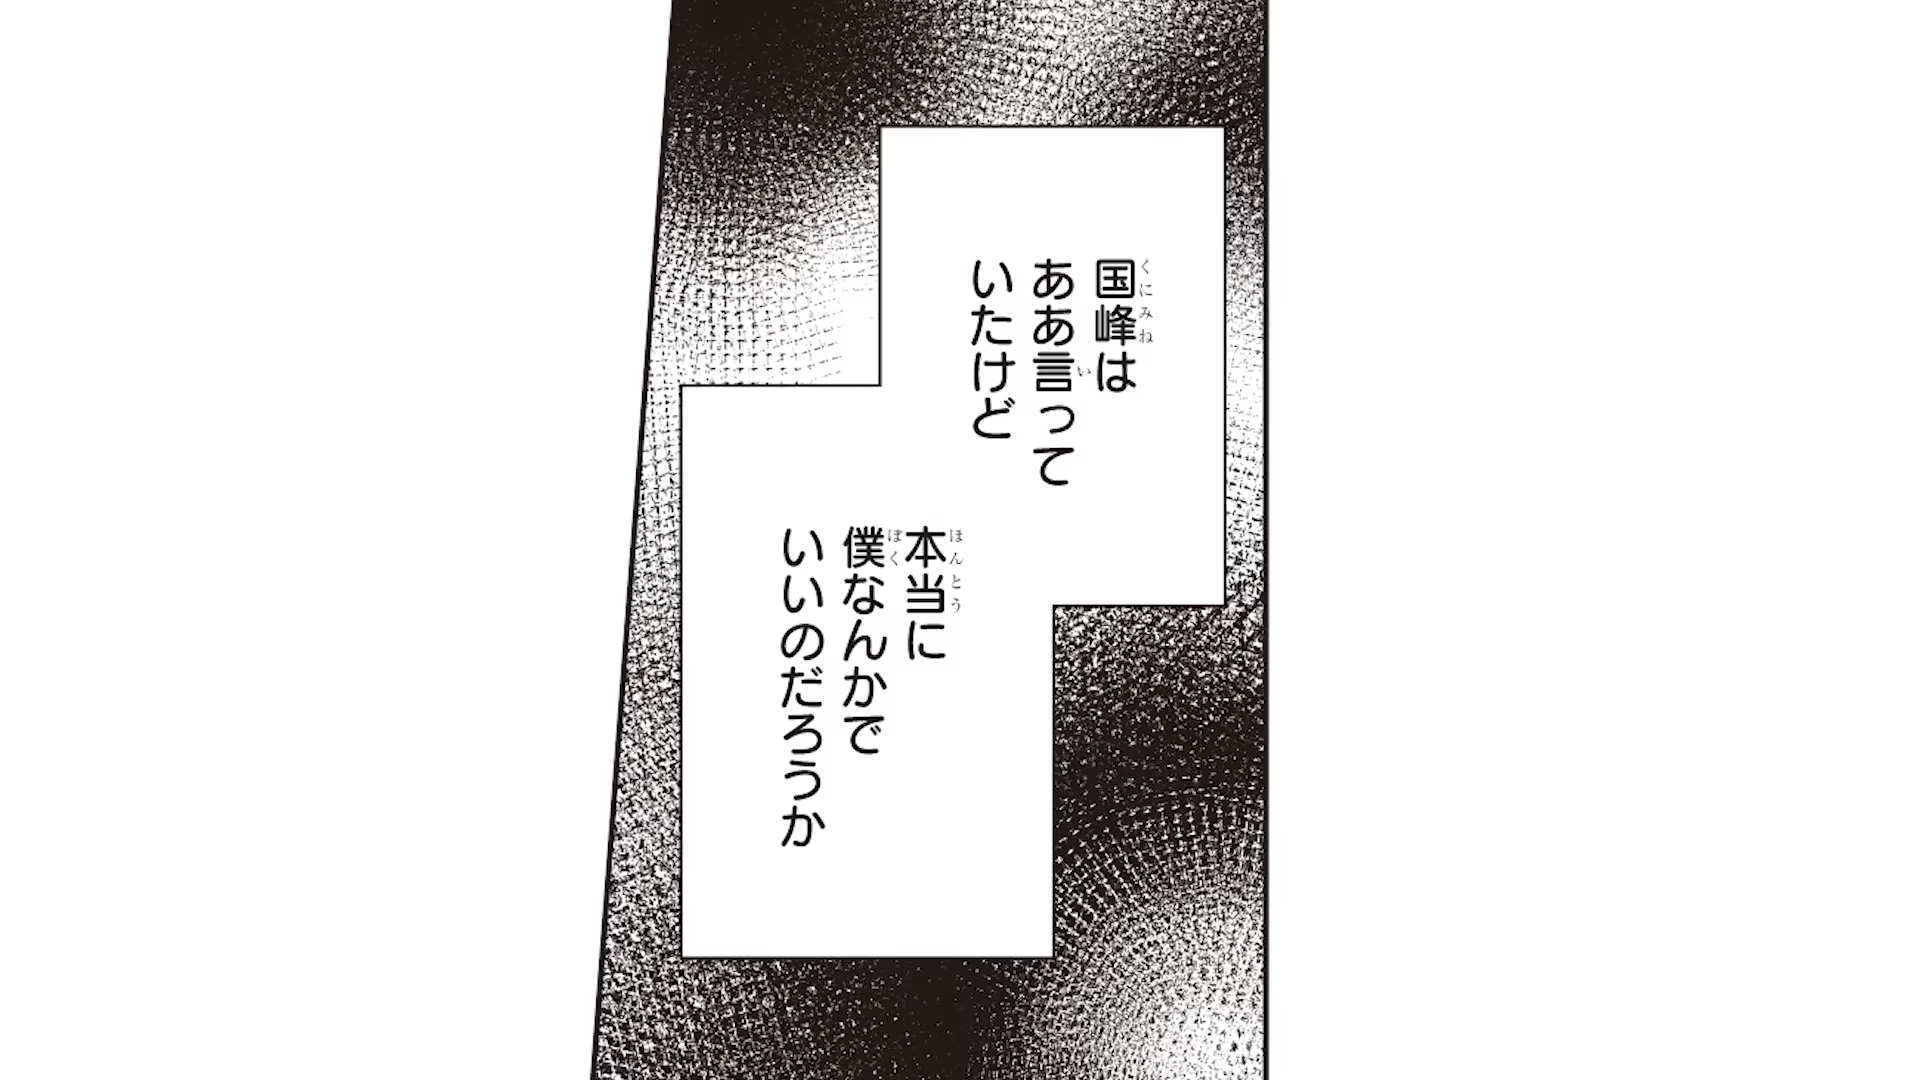 国峰は
ああ言って
いたけど
本当に
僕なんかで
いいのだろうか